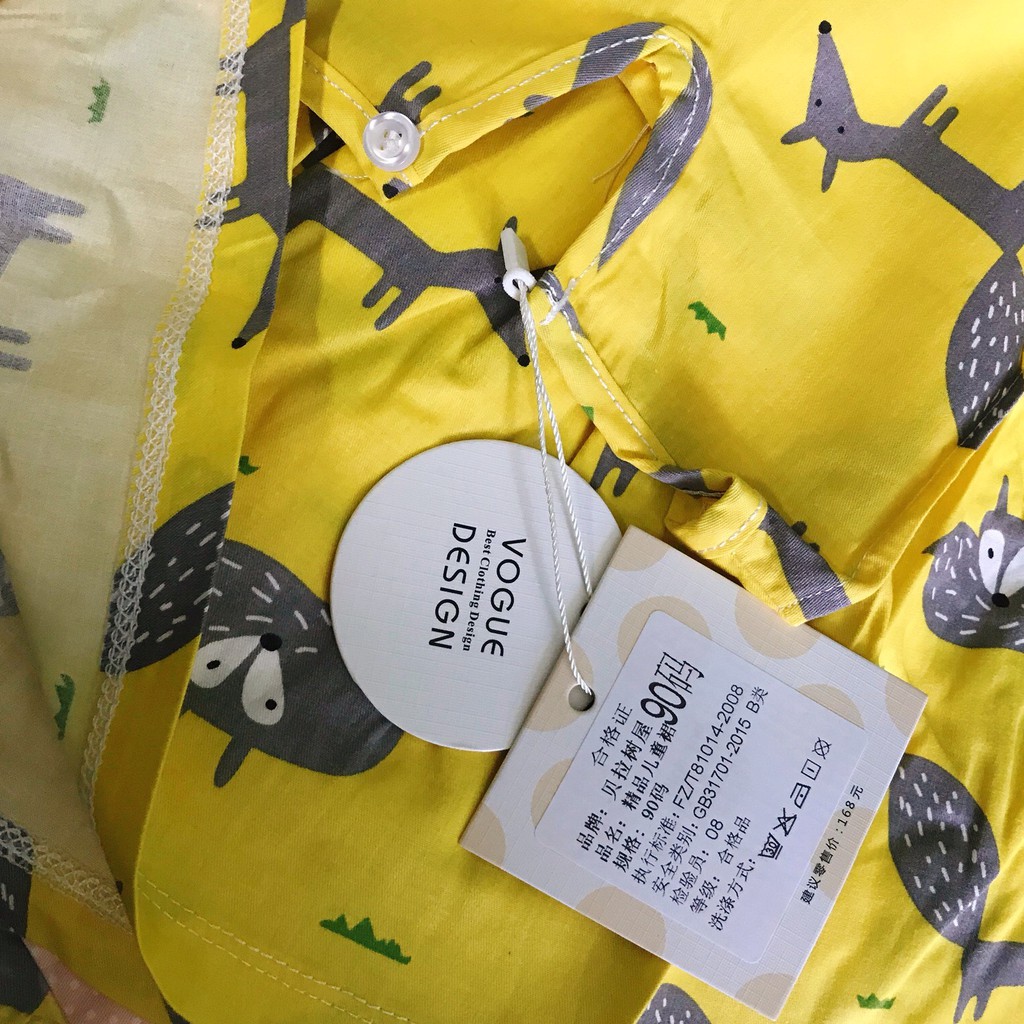 VOGUE
Best Clothing Design
DESIGN
合格证
品牌: 贝拉树屋
品名: 精品儿童裙90码
规格: 90码
执行标准: FZ/T81014-2008
安全类别: GB31701-2015 B类
检验员: 08
等级: 合格品
洗涤方式:
建议零售价:168元